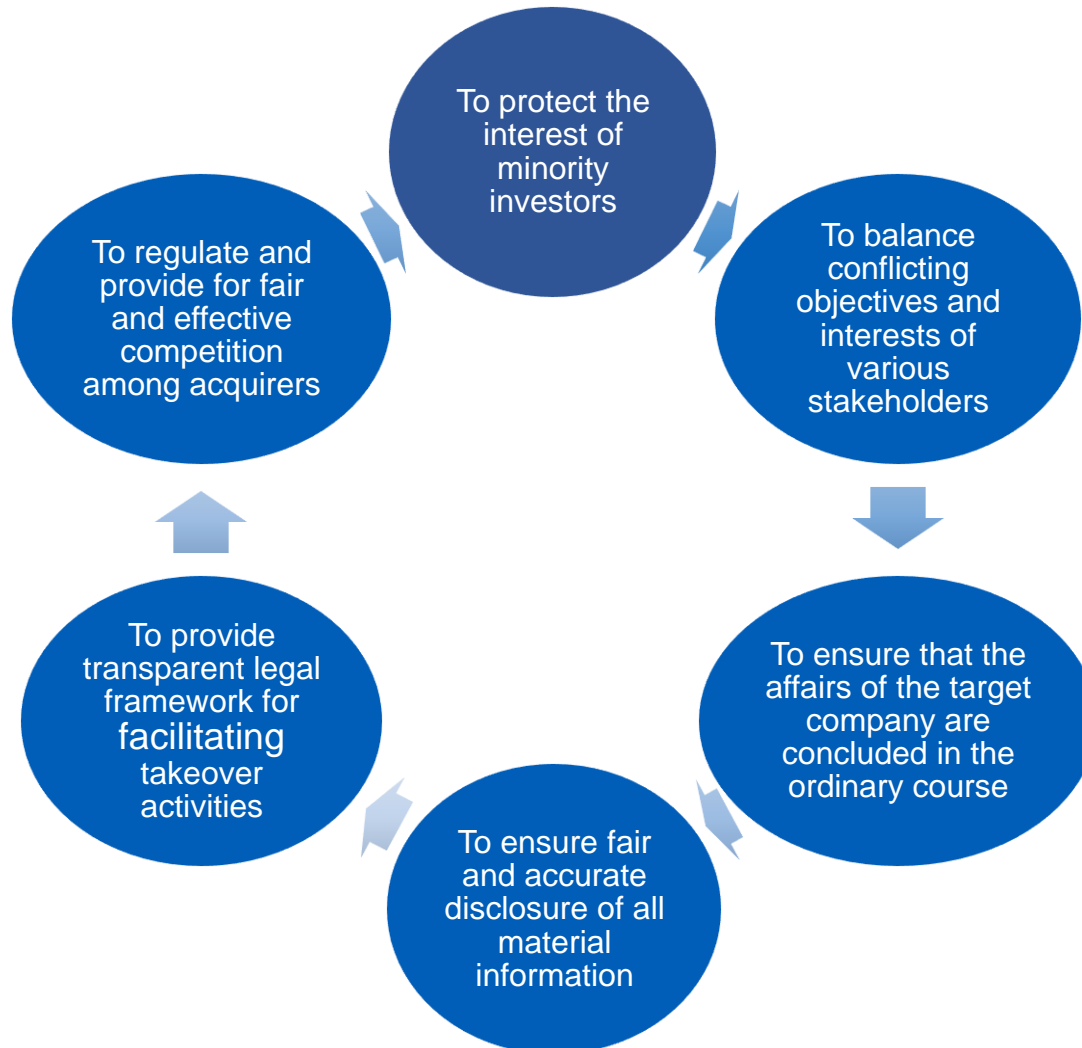 To protect the
interest of
minority
investors
To balance
conflicting
objectives and
interests of
various
stakeholders
To ensure that the
affairs of the target
company are
concluded in the
ordinary course
To ensure fair
and accurate
disclosure of all
material
information
To provide
transparent legal
framework for
facilitating
takeover
activities
To regulate and
provide for fair
and effective
competition
among acquirers